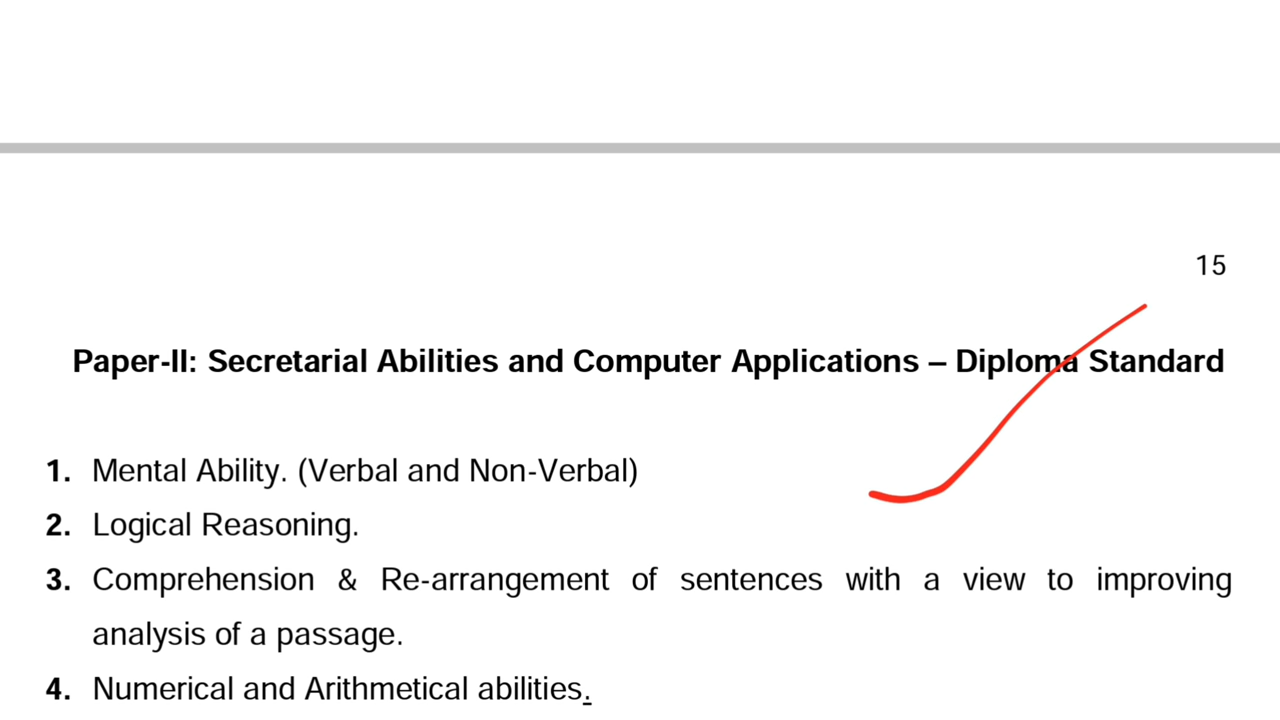 15
Paper-II: Secretarial Abilities and Computer Applications – Diploma Standard
1. Mental Ability. (Verbal and Non-Verbal)
2. Logical Reasoning.
3. Comprehension & Re-arrangement of sentences with a view to improving
analysis of a passage.
4. Numerical and Arithmetical abilities.